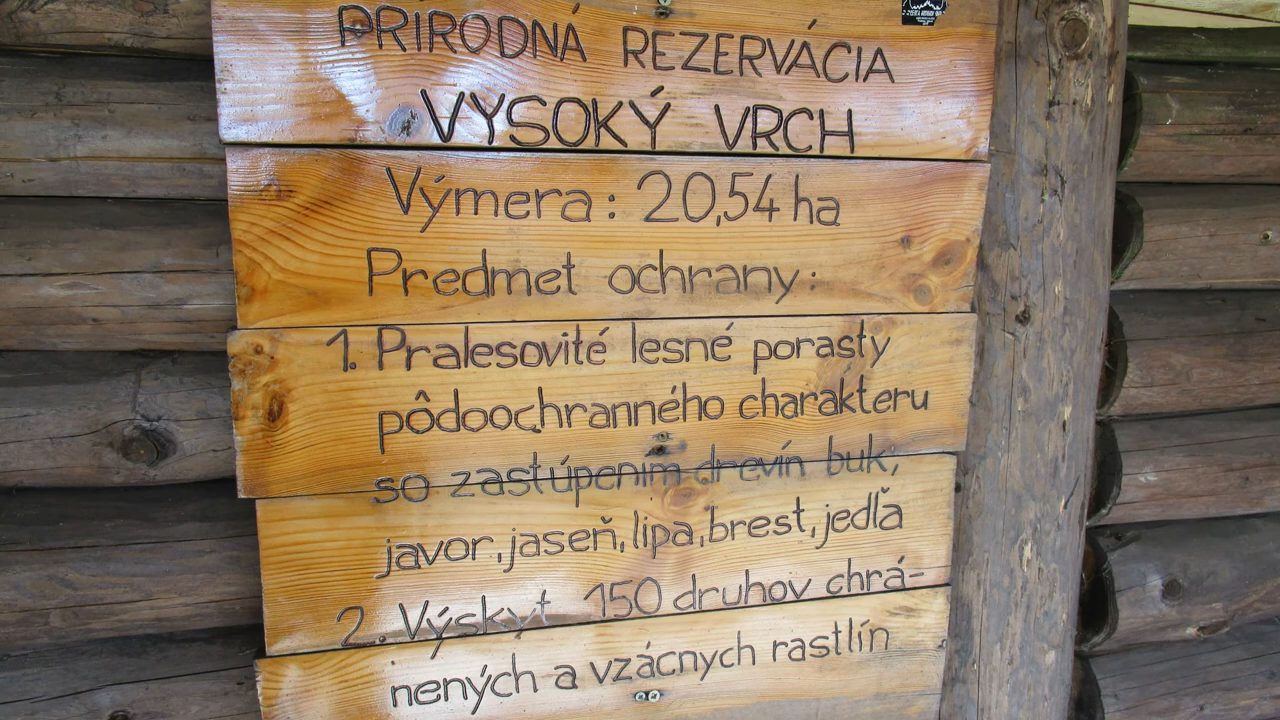 PRÍRODNÁ REZERVÁCIA
VYSOKÝ VRCH
Výmera: 20,54 ha
Predmet ochrany:
1. Pralesovité lesné porasty
pôdoochranného charakteru
so zastúpením drevín buk,
javor, jaseň, lipa, brest, jedľa
2. Výskyt 150 druhov chrá-
nených a vzácnych rastlín